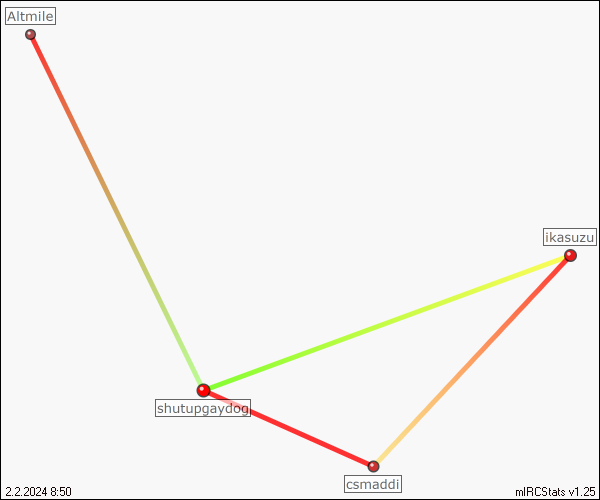 Altmile
ikasuzu
shutupgaydog
csmaddi
2.2.2024 8:50
mIRCStats v1.25